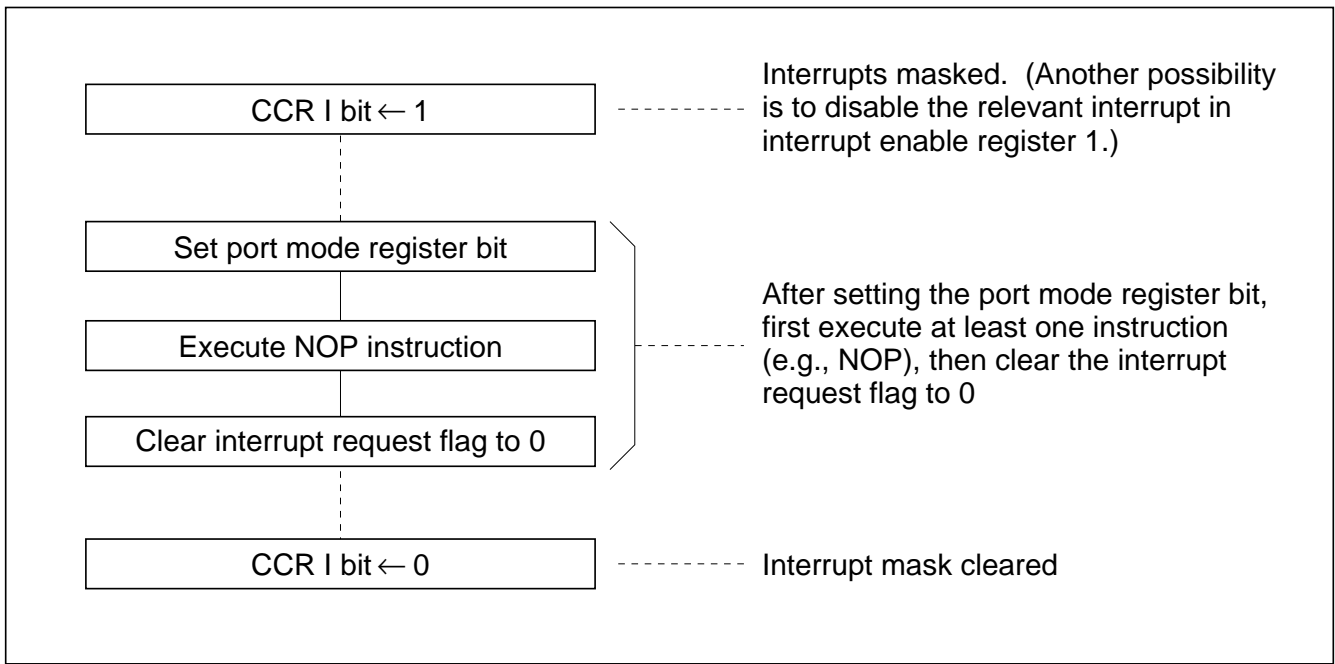 CCR I bit ← 1
Interrupts masked. (Another possibility
is to disable the relevant interrupt in
interrupt enable register 1.)
Set port mode register bit
Execute NOP instruction
Clear interrupt request flag to 0
After setting the port mode register bit,
first execute at least one instruction
(e.g., NOP), then clear the interrupt
request flag to 0
CCR I bit ← 0
Interrupt mask cleared